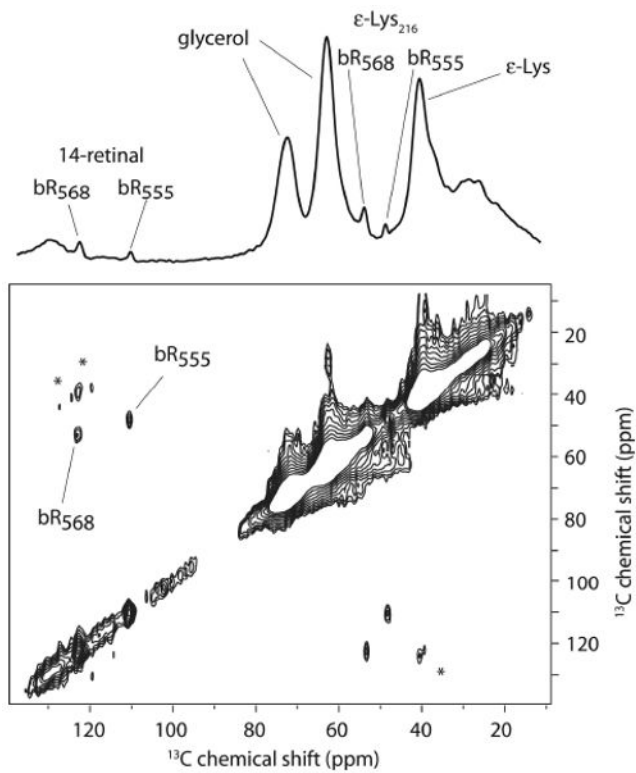 glycerol
ε-Lys216
bR568 bR555
ε-Lys
14-retinal
bR568 bR555
*
*
bR555
bR568
*
20
40
60
80
100
120
13C chemical shift (ppm)
120 100 80 60 40 20
13C chemical shift (ppm)